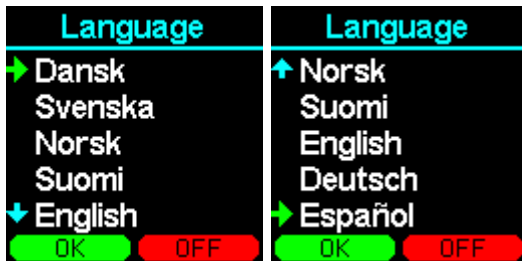 Language
Dansk
Svenska
Norsk
Suomi
English
OK OFF
Language
Norsk
Suomi
English
Deutsch
Español
OK OFF